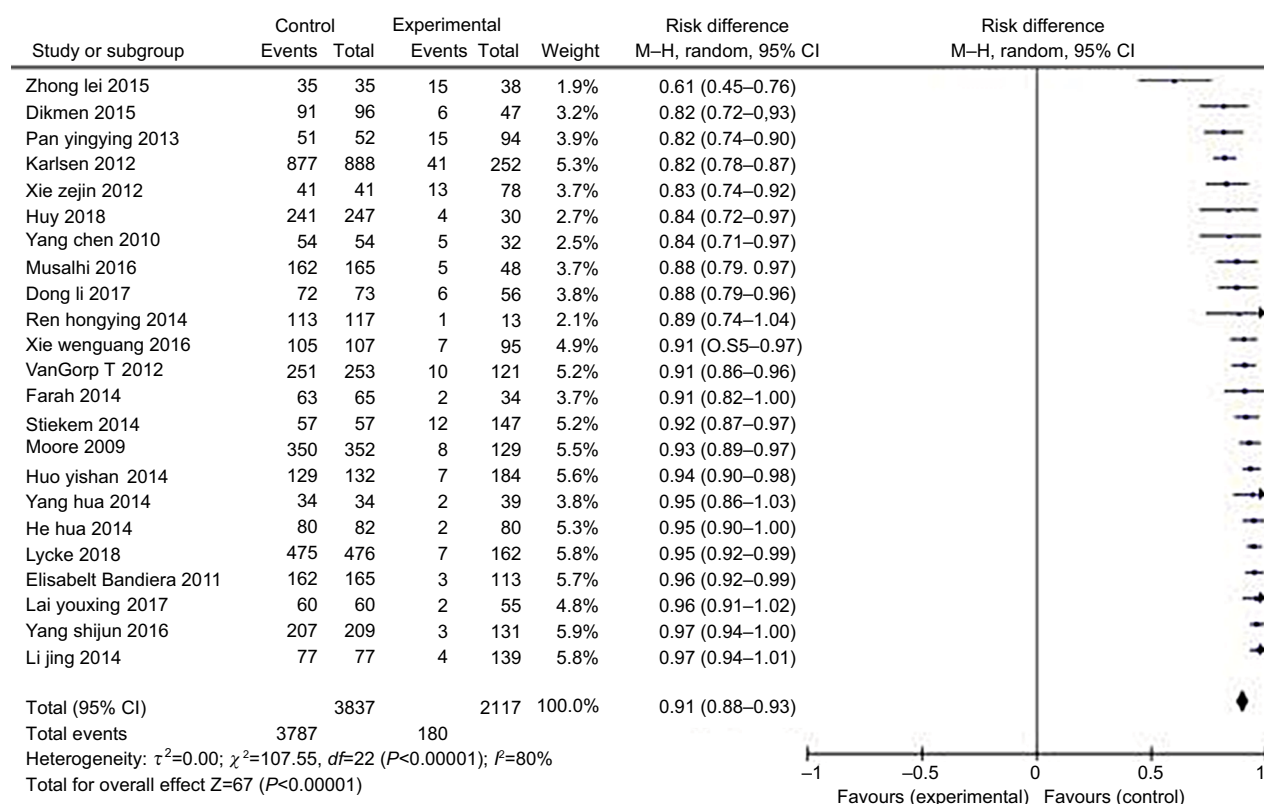 Control Experimental Risk difference Risk difference
Study or subgroup Events Total Events Total Weight M–H, random, 95% CI M–H, random, 95% CI
Zhong lei 2015 35 35 15 38 1.9% 0.61 (0.45–0.76)
Dikmen 2015 91 96 6 47 3.2% 0.82 (0.72–0,93)
Pan yingying 2013 51 52 15 94 3.9% 0.82 (0.74–0.90)
Karlsen 2012 877 888 41 252 5.3% 0.82 (0.78–0.87)
Xie zejin 2012 41 41 13 78 3.7% 0.83 (0.74–0.92)
Huy 2018 241 247 4 30 2.7% 0.84 (0.72–0.97)
Yang chen 2010 54 54 5 32 2.5% 0.84 (0.71–0.97)
Musalhi 2016 162 165 5 48 3.7% 0.88 (0.79. 0.97)
Dong li 2017 72 73 6 56 3.8% 0.88 (0.79–0.96)
Ren hongying 2014 113 117 1 13 2.1% 0.89 (0.74–1.04)
Xie wenguang 2016 105 107 7 95 4.9% 0.91 (O.S5–0.97)
VanGorp T 2012 251 253 10 121 5.2% 0.91 (0.86–0.96)
Farah 2014 63 65 2 34 3.7% 0.91 (0.82–1.00)
Stiekem 2014 57 57 12 147 5.2% 0.92 (0.87–0.97)
Moore 2009 350 352 8 129 5.5% 0.93 (0.89–0.97)
Huo yishan 2014 129 132 7 184 5.6% 0.94 (0.90–0.98)
Yang hua 2014 34 34 2 39 3.8% 0.95 (0.86–1.03)
He hua 2014 80 82 2 80 5.3% 0.95 (0.90–1.00)
Lycke 2018 475 476 7 162 5.8% 0.95 (0.92–0.99)
Elisabelt Bandiera 2011 162 165 3 113 5.7% 0.96 (0.92–0.99)
Lai youxing 2017 60 60 2 55 4.8% 0.96 (0.91–1.02)
Yang shijun 2016 207 209 3 131 5.9% 0.97 (0.94–1.00)
Li jing 2014 77 77 4 139 5.8% 0.97 (0.94–1.01)
Total (95% CI) 3837 2117 100.0% 0.91 (0.88–0.93)
Total events 3787 180
Heterogeneity: τ²=0.00; χ²=107.55, df=22 (P<0.00001); I²=80%
Total for overall effect Z=67 (P<0.00001)
–1 –0.5 0 0.5 1
Favours (experimental) Favours (control)